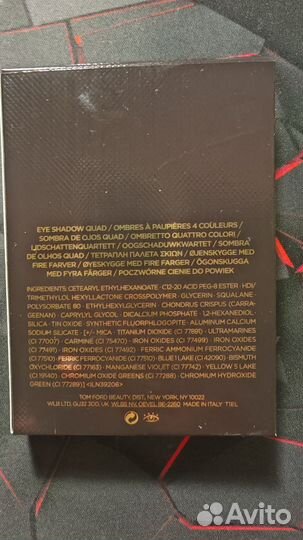 EYE SHADOW QUAD / OMBRES À PAUPIÈRES 4 COULEURS /
SOMBRA DE OJOS QUAD / OMBRETTO QUATTRO COLORI /
LIDSCHATTENQUARTETT / OOGSCHADUWKWARTET / SOMBRA
DE OLHOS QUAD / ΤΕΤΡΑΠΛΗ ΠΑΛΕΤΑ ΣΚΙΩΝ / ØJENSKYGGE MED
FIRE FARVER / ØYESKYGGE MED FIRE FARGER / ÖGONSKUGGA
MED FYRA FÄRGER / POCZWÓRNE CIENIE DO POWIEK
INGREDIENTS: CETEARYL ETHYLHEXANOATE · C12-20 ACID PEG-8 ESTER · HDI/
TRIMETHYLOL HEXYLLACTONE CROSSPOLYMER · GLYCERIN · SQUALANE
POLYSORBATE 80 · ETHYLHEXYLGLYCERIN · CHONDRUS CRISPUS (CARRA-
GEENAN) · CAPRYLYL GLYCOL · DICALCIUM PHOSPHATE · 1,2-HEXANEDIOL·
SILICA · TIN OXIDE · SYNTHETIC FLUORPHLOGOPITE · ALUMINUM CALCIUM
SODIUM SILICATE · [+/- MICA · TITANIUM DIOXIDE (CI 77891) · ULTRAMARINES
(CI 77007) · CARMINE (CI 75470) · IRON OXIDES (CI 77492) · IRON OXIDES
(CI 77491) · IRON OXIDES (CI 77499) · FERRIC AMMONIUM FERROCYANIDE
(CI 77510) · FERRIC FERROCYANIDE (CI 77510) · BLUE 1 LAKE (CI 42090) · BISMUTH
OXYCHLORIDE (CI 77163) · MANGANESE VIOLET (CI 77742) · YELLOW 5 LAKE
(CI 19140) · CHROMIUM OXIDE GREENS (CI 77288) · CHROMIUM HYDROXIDE
GREEN (CI 77289)] <ILN39206>
TOM FORD BEAUTY, DIST., NEW YORK, NY 10022
MADE IN ITALY
Avito